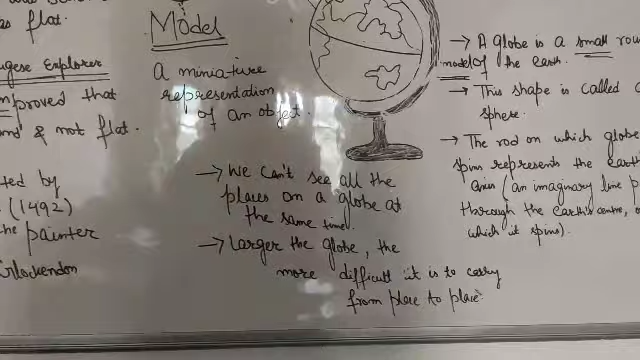 as flat.
Explorer
proved that
& not flat.
ted by
(1492)
the painter
Glockendon
Model
A miniature
representation
of an object.
→ We can't see all the
places on a globe at
the same time.
→ Larger the globe, the
more difficult it is to carry
from place to place
→ A globe is a small
model of the earth.
→ This shape is called
sphere.
→ The rod on which globe
spins represents the
axis (an imaginary line
through the earth's centre,
which it spins).